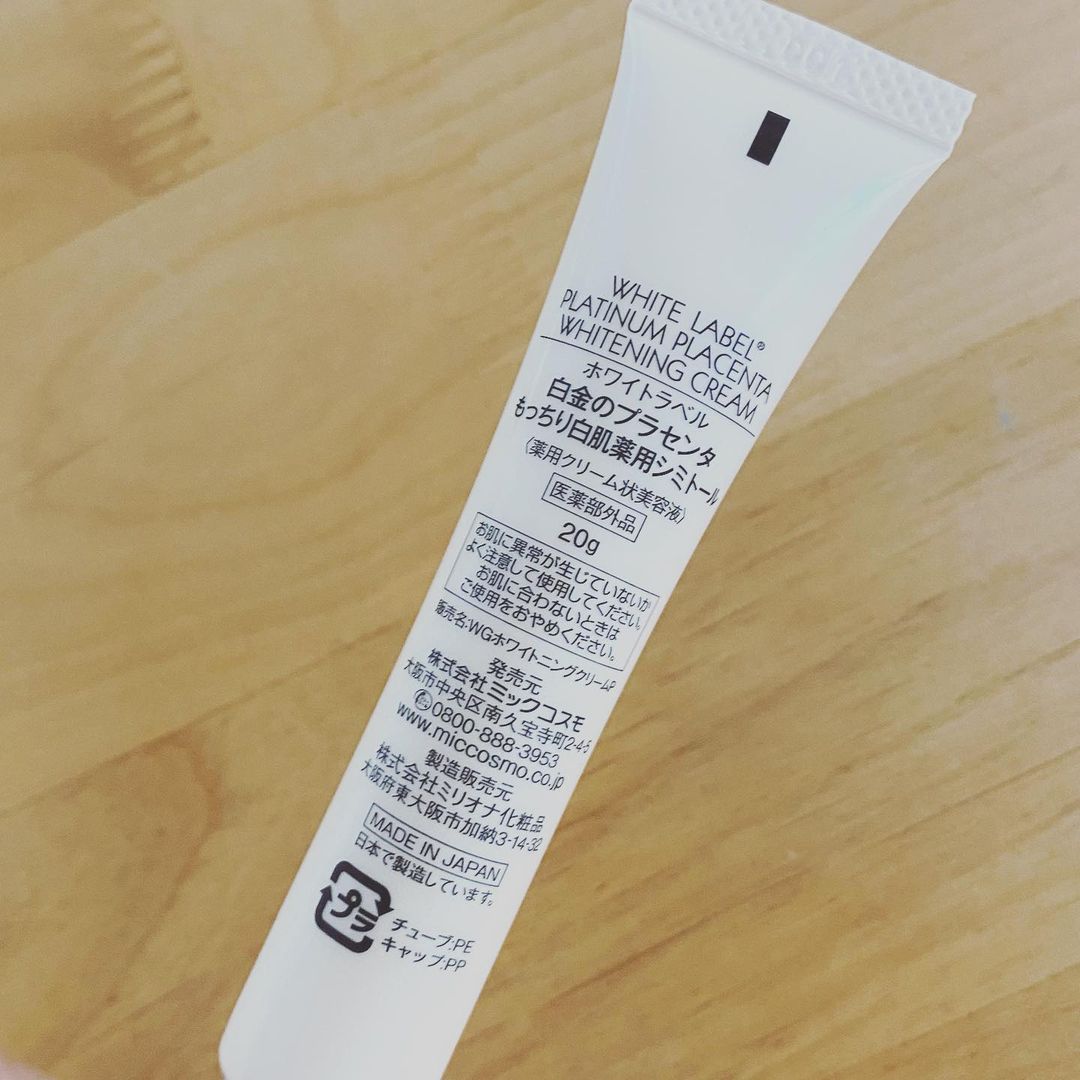 WHITE LABEL®
PLATINUM PLACENTA
WHITENING CREAM
ホワイトラベル
白金のプラセンタ
もっちり白肌薬用シミトール
〈薬用クリーム状美容液〉
医薬部外品
20g
お肌に異常が生じていないか
よく注意して使用してください。
お肌に合わないときは
ご使用をおやめください。
販売名:WGホワイトニングクリームP
発売元
株式会社ミックコスモ
大阪市中央区南久宝寺町2-4-5
0800-888-3953
www.miccosmo.co.jp
製造販売元
株式会社ミリオナ化粧品
大阪府東大阪市加納3-14-32
MADE IN JAPAN
日本で製造しています。
プラ
チューブ:PE
キャップ:PP